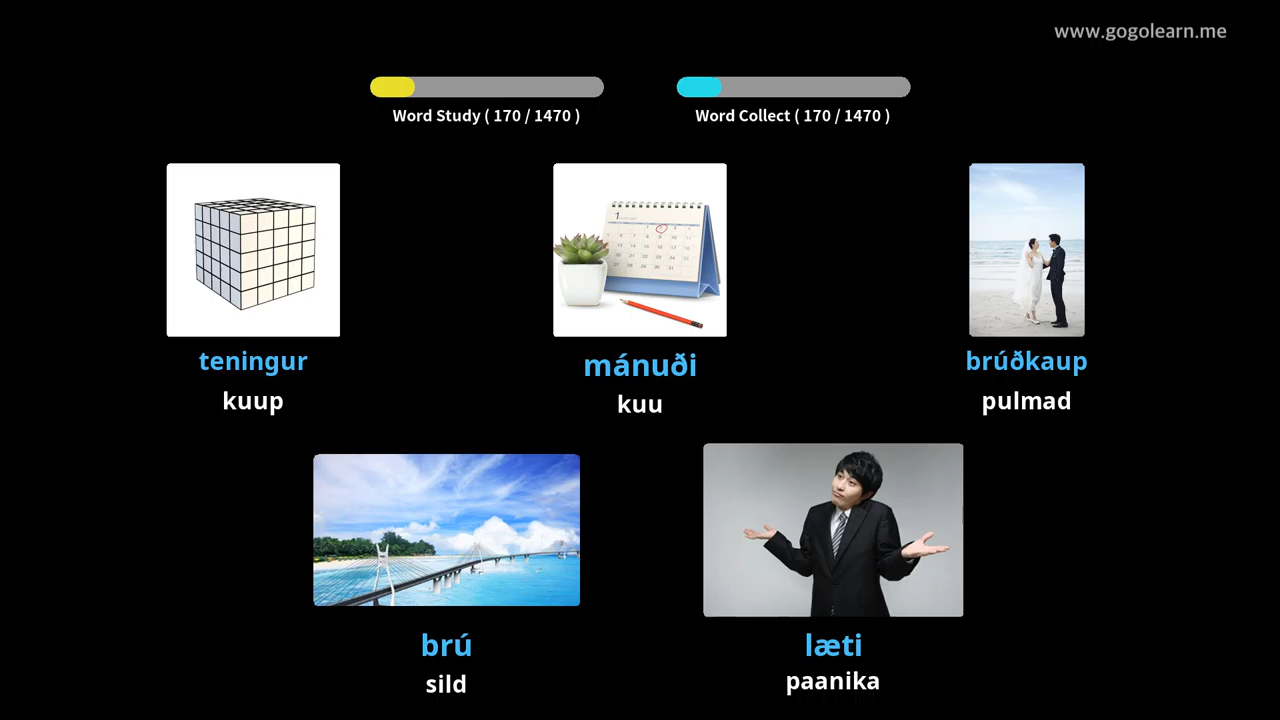 www.gogolearn.me
Word Study ( 170 / 1470 )
Word Collect ( 170 / 1470 )
teningur
kuup
mánuði
kuu
brúðkaup
pulmad
brú
sild
læti
paanika